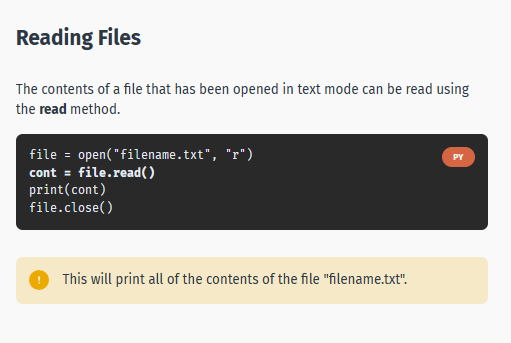 Reading Files
The contents of a file that has been opened in text mode can be read using
the read method.
file = open("filename.txt", "r")
PY
cont = file.read()
print(cont)
file.close()
! This will print all of the contents of the file "filename.txt".